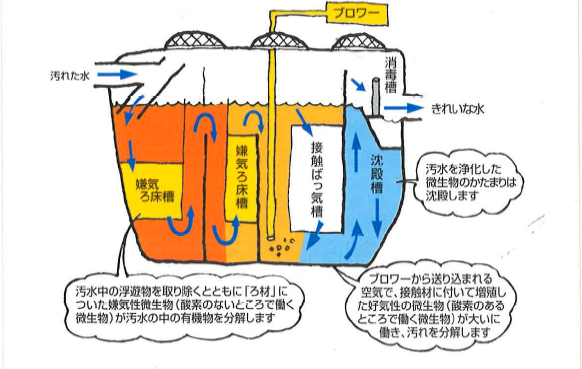 ブロワー
汚れた水
消毒槽
きれいな水
嫌気
ろ床槽
嫌気ろ床槽
接触ばっ気槽
沈殿槽
汚水を浄化した
微生物のかたまりは
沈殿します
汚水中の浮遊物を取り除くとともに「ろ材」に
ついた嫌気性微生物(酸素のないところで働く
微生物)が汚水の中の有機物を分解します
ブロワーから送り込まれる
空気で、接触材に付いて増殖し
た好気性の微生物(酸素のある
ところで働く微生物)が大いに
働き、汚れを分解します